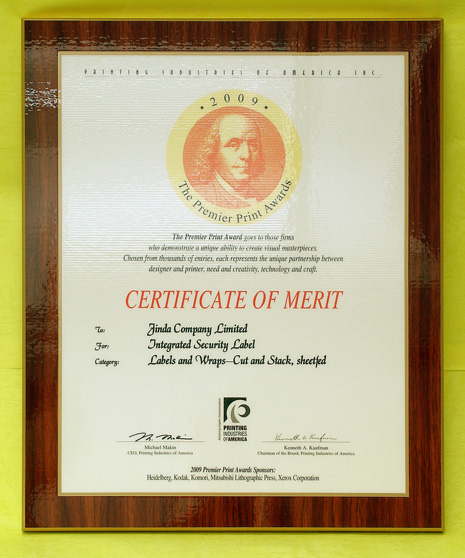 PRINTING INDUSTRIES OF AMERICA INC
• 2009 •
The Premier Print Awards
The Premier Print Award goes to those firms
who demonstrate a unique ability to create visual masterpieces.
Chosen from thousands of entries, each represents the unique partnership between
designer and printer, need and creativity, technology and craft.
CERTIFICATE OF MERIT
To: Jinda Company Limited
For: Integrated Security Label
Category: Labels and Wraps—Cut and Stack, sheetfed
PRINTING
INDUSTRIES
OF AMERICA
Michael Makin
CEO, Printing Industries of America
Kenneth A. Kaufman
Chairman of the Board, Printing Industries of America
2009 Premier Print Awards Sponsors:
Heidelberg, Kodak, Komori, Mitsubishi Lithographic Press, Xerox Corporation